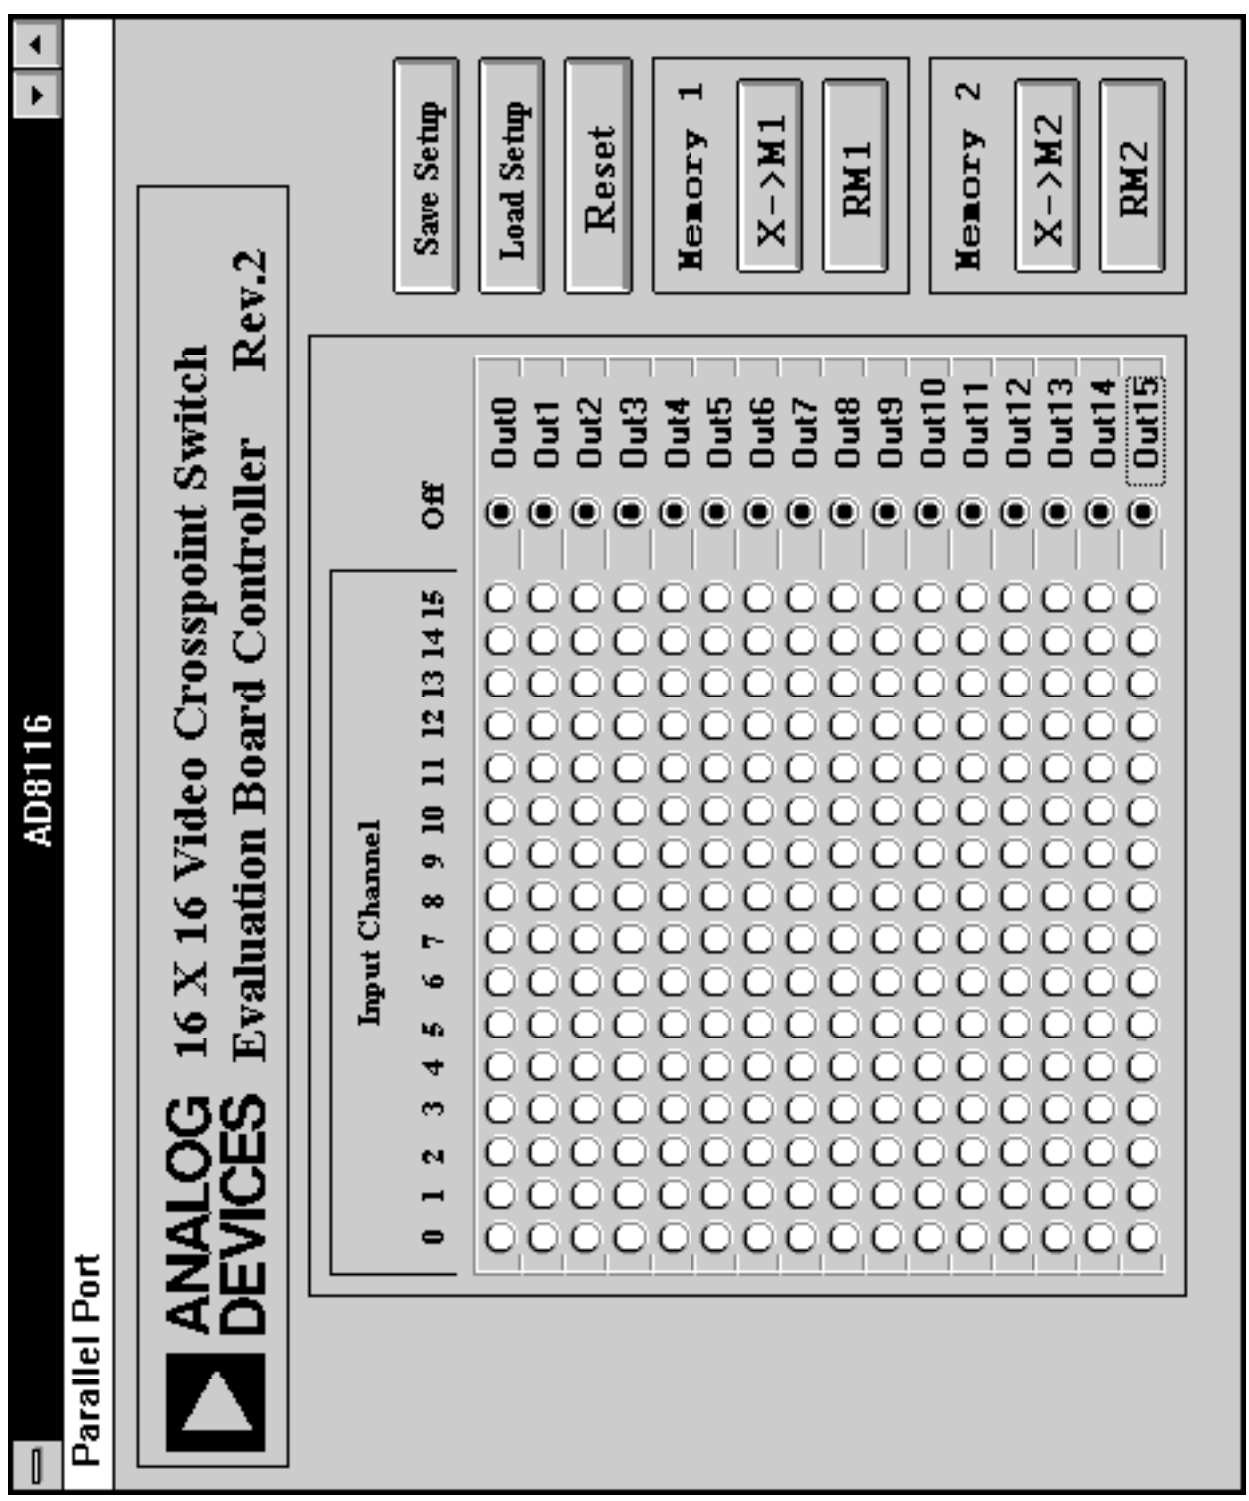 AD8116
Parallel Port
ANALOG
DEVICES
16 X 16 Video Crosspoint Switch
Evaluation Board Controller Rev.2
Input Channel
0 1 2 3 4 5 6 7 8 9 10 11 12 13 14 15 Off
Out0
Out1
Out2
Out3
Out4
Out5
Out6
Out7
Out8
Out9
Out10
Out11
Out12
Out13
Out14
Out15
Save Setup
Load Setup
Reset
Memory 1
X->M1
RM1
Memory 2
X->M2
RM2